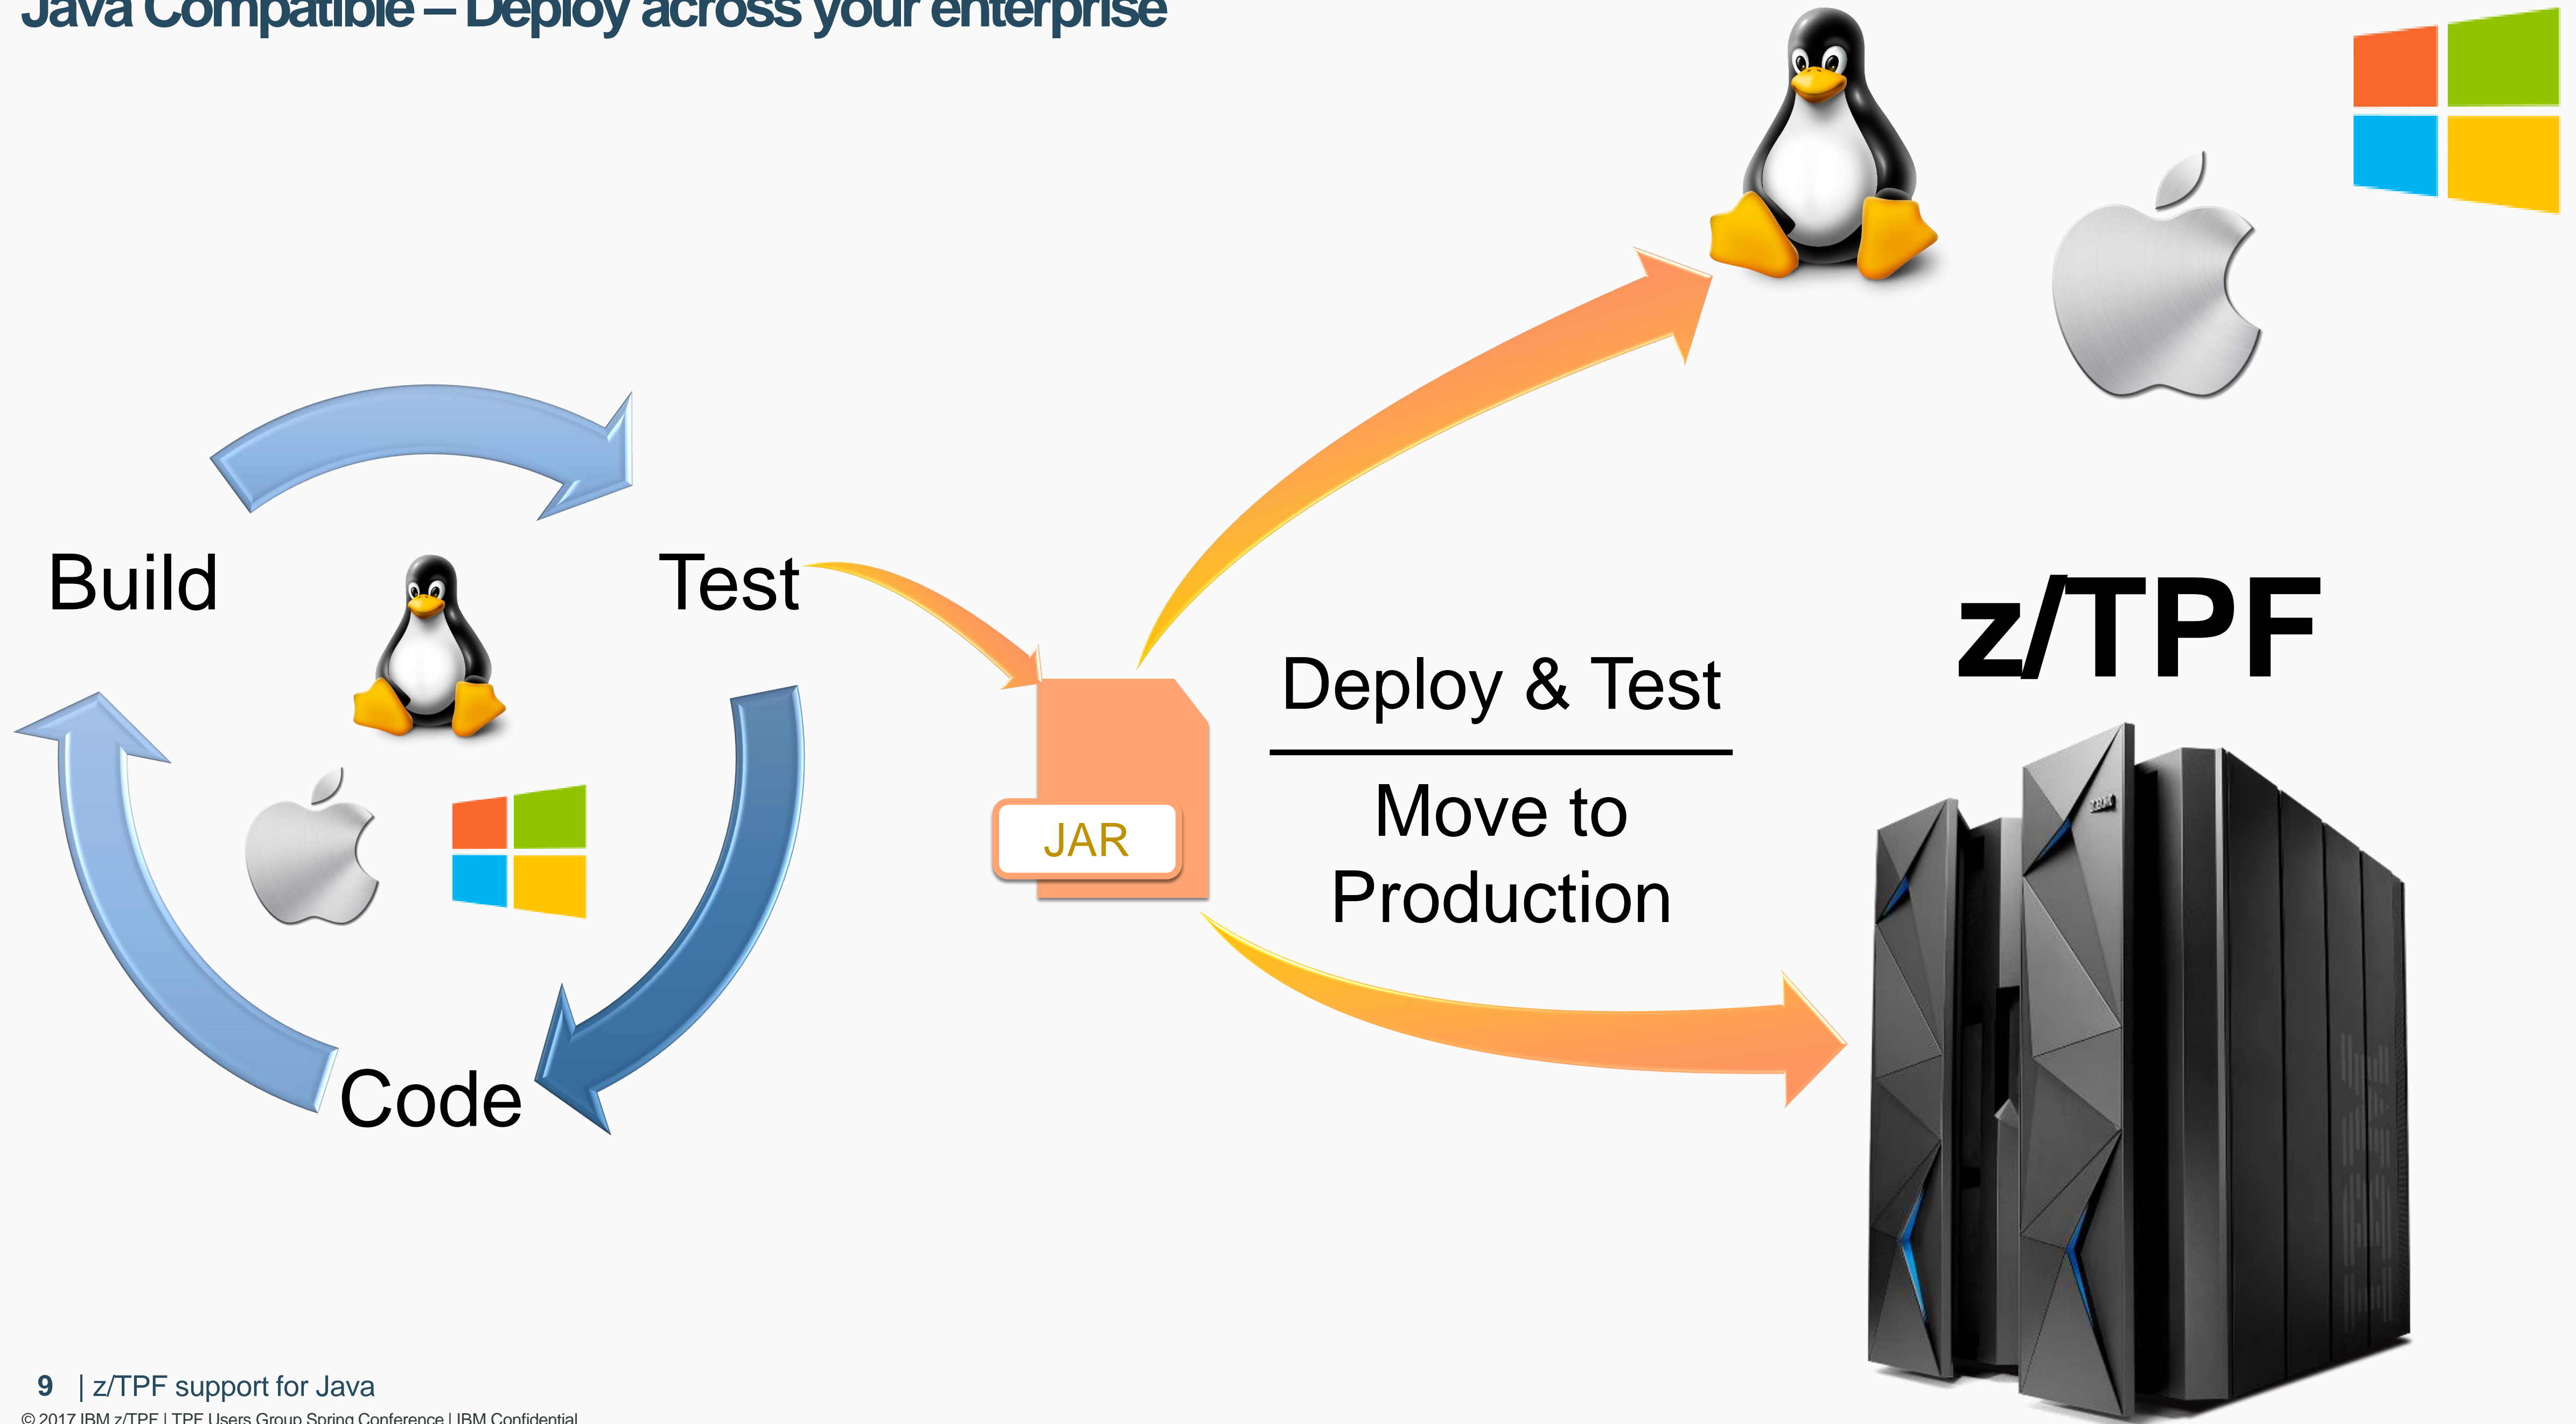 Java Compatible – Deploy across your enterprise
Build
Test
Code
JAR
Deploy & Test
Move to
Production
z/TPF
IBM
9 | z/TPF support for Java
© 2017 IBM z/TPF | TPF Users Group Spring Conference | IBM Confidential